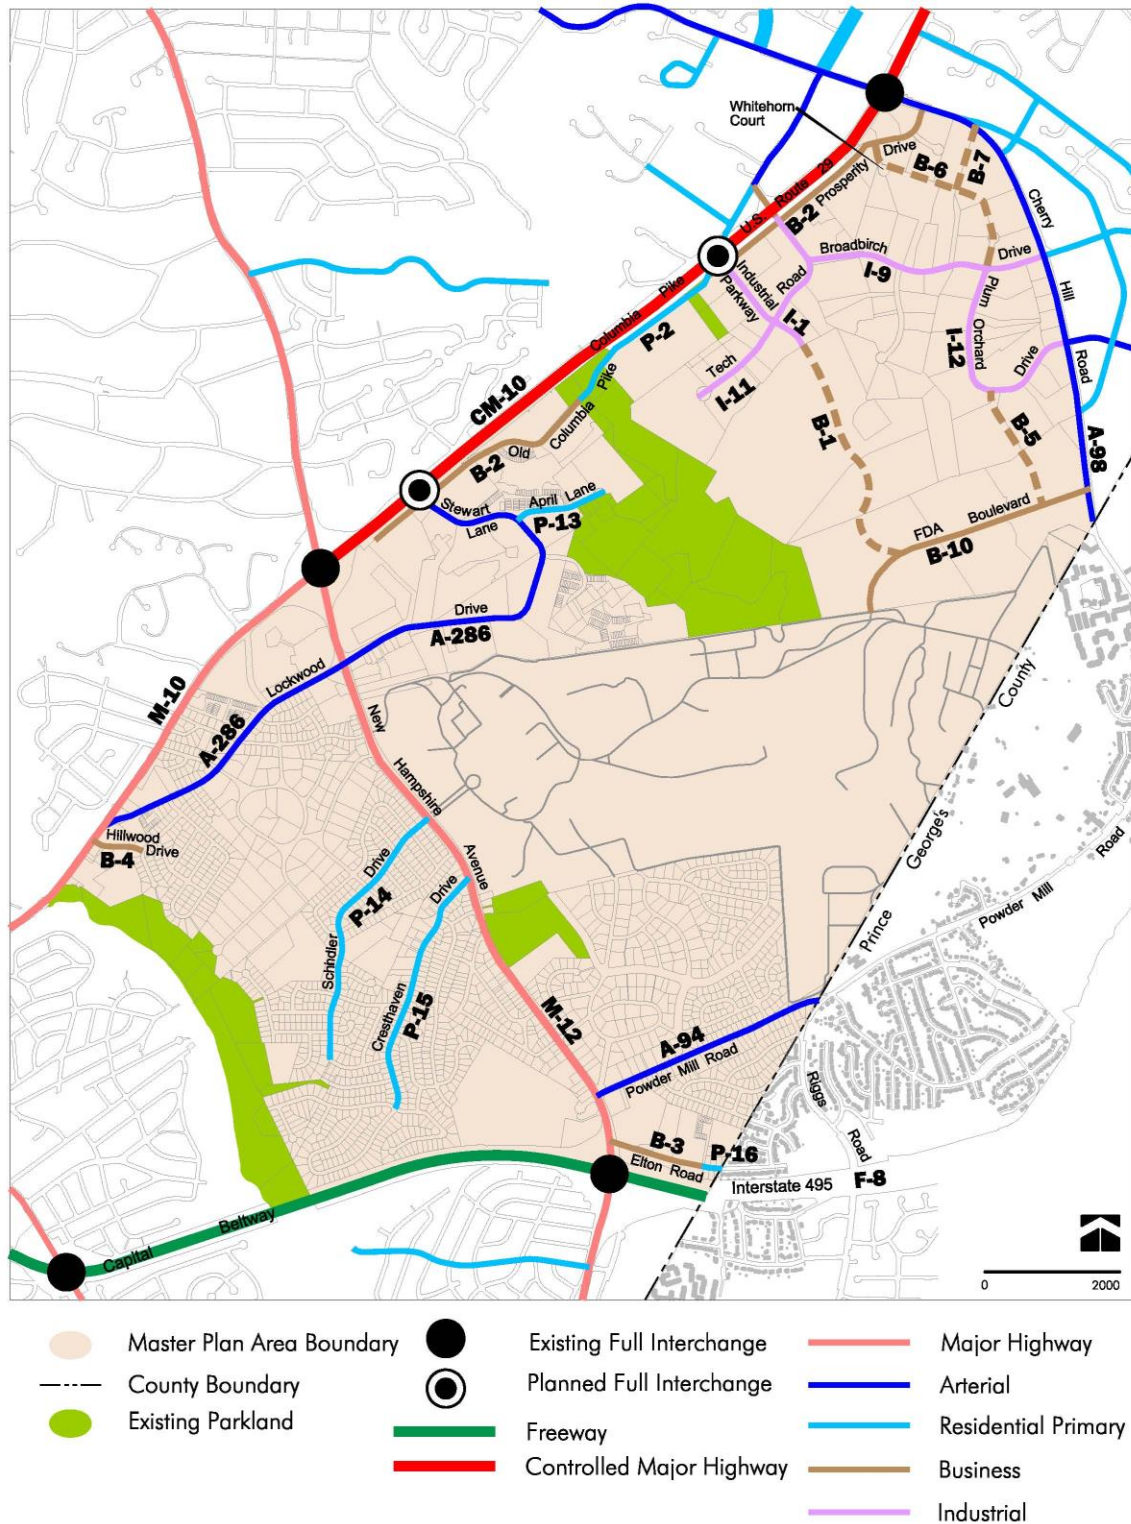 Whitehorn
Court
Drive
B-6
B-7
Cherry
U.S. Route 29
Prosperity
B-2
Broadbirch
Drive
I-9
Industrial
Parkway
Road
I-1
Hill
Plum
Orchard
I-12
Drive
Road
Columbia Pike
P-2
Tech
I-11
CM-10
Pike
Columbia
Old
B-2
B-1
B-5
A-98
Stewart
Lane
April Lane
P-13
FDA Boulevard
B-10
Drive
A-286
Lockwood
M-10
A-286
New
Hampshire
Avenue
County
George's
Prince
Hillwood
Drive
B-4
Drive
P-14
Schindler
Drive
Cresthaven
P-15
Powder Mill Road
M-12
A-94
Powder Mill Road
Riggs
Road
B-3
P-16
Elton Road
Interstate 495
F-8
Capital Beltway
0 2000
Master Plan Area Boundary
County Boundary
Existing Parkland
Existing Full Interchange
Planned Full Interchange
Freeway
Controlled Major Highway
Major Highway
Arterial
Residential Primary
Business
Industrial